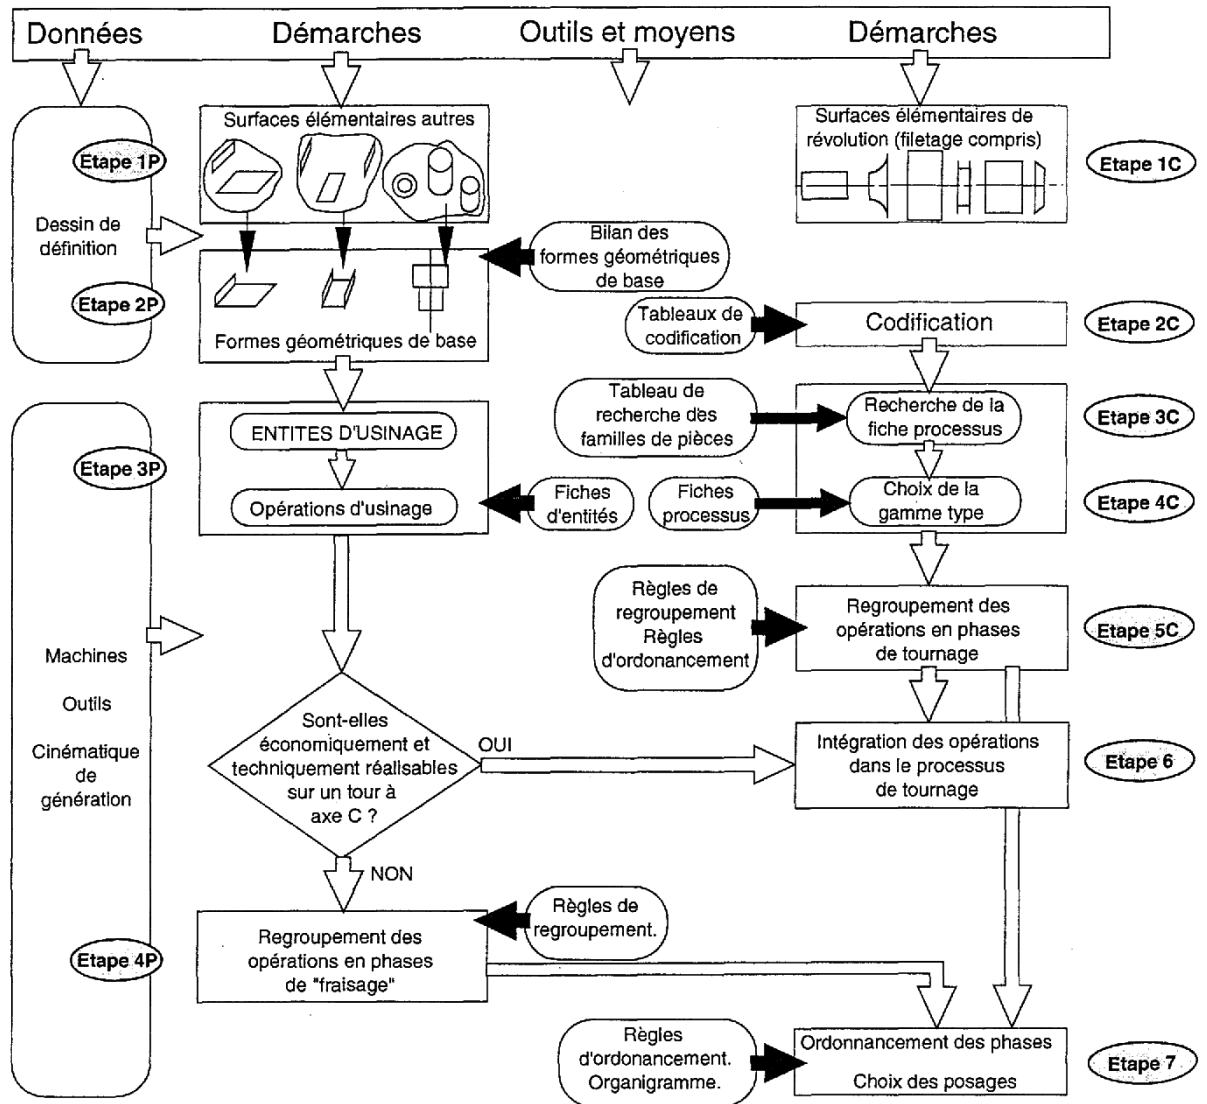 Données
Démarches
Outils et moyens
Démarches
Etape 1P
Dessin de
définition
Etape 2P
Surfaces élémentaires autres
Formes géométriques de base
Bilan des
formes géométriques
de base
Surfaces élémentaires de
révolution (filetage compris)
Etape 1C
Tableaux de
codification
Codification
Etape 2C
Etape 3P
ENTITES D'USINAGE
Opérations d'usinage
Tableau de
recherche des
familles de pièces
Recherche de la
fiche processus
Etape 3C
Fiches
d'entités
Fiches
processus
Choix de la
gamme type
Etape 4C
Machines
Outils
Cinématique
de
génération
Règles de
regroupement
Règles
d'ordonancement
Regroupement des
opérations en phases
de tournage
Etape 5C
Sont-elles
économiquement et
techniquement réalisables
sur un tour à
axe C ?
OUI
NON
Intégration des opérations
dans le processus
de tournage
Etape 6
Etape 4P
Regroupement des
opérations en phases
de "fraisage"
Règles de
regroupement.
Règles
d'ordonancement.
Organigramme.
Ordonnancement des phases
Choix des posages
Etape 7